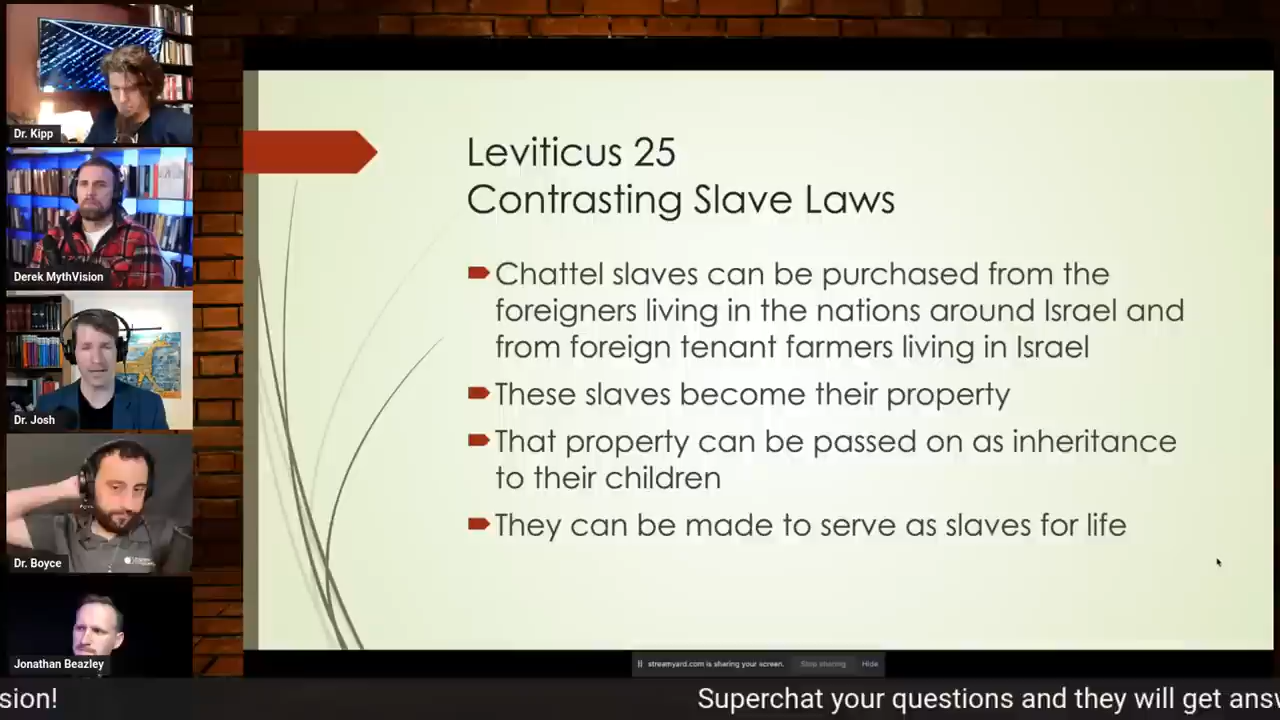 Dr. Kipp
Derek MythVision
Dr. Josh
Dr. Boyce
Jonathan Beazley
Leviticus 25
Contrasting Slave Laws
Chattel slaves can be purchased from the
foreigners living in the nations around Israel and
from foreign tenant farmers living in Israel
These slaves become their property
That property can be passed on as inheritance
to their children
They can be made to serve as slaves for life
streamyard.com is sharing your screen. Stop sharing Hide
sion! Superchat your questions and they will get answ